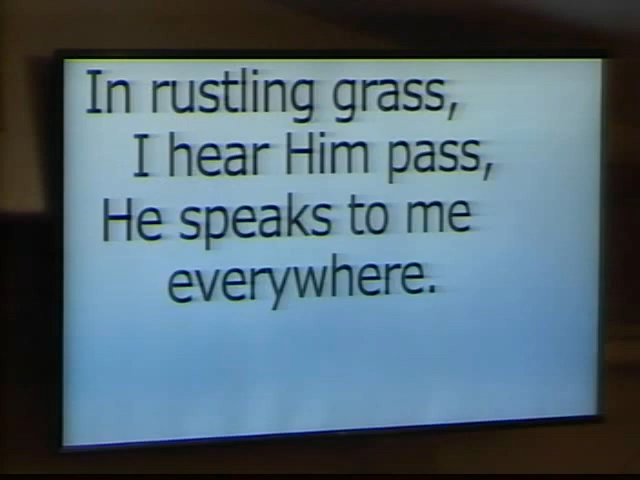 In rustling grass,
I hear Him pass,
He speaks to me
everywhere.